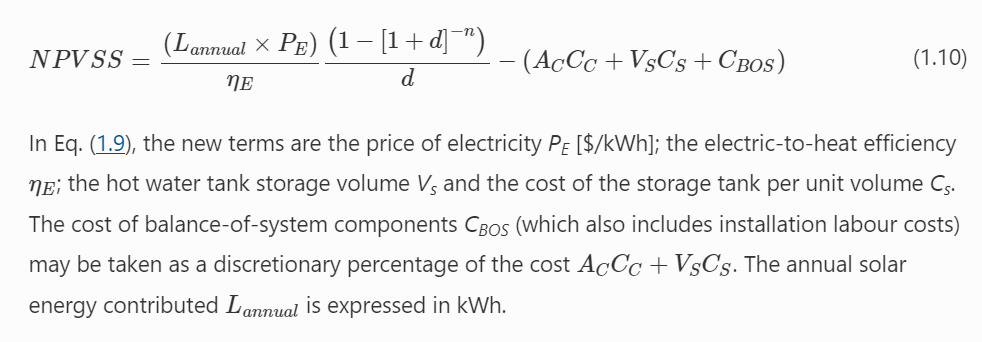 NPVSS = (L_annual × P_E)/η_E (1 − [1 + d]^−n)/d − (A_C C_C + V_S C_S + C_BOS) (1.10)
In Eq. (1.9), the new terms are the price of electricity P_E [$/kWh]; the electric-to-heat efficiency
η_E; the hot water tank storage volume V_s and the cost of the storage tank per unit volume C_s.
The cost of balance-of-system components C_BOS (which also includes installation labour costs)
may be taken as a discretionary percentage of the cost A_C C_C + V_S C_S. The annual solar
energy contributed L_annual is expressed in kWh.